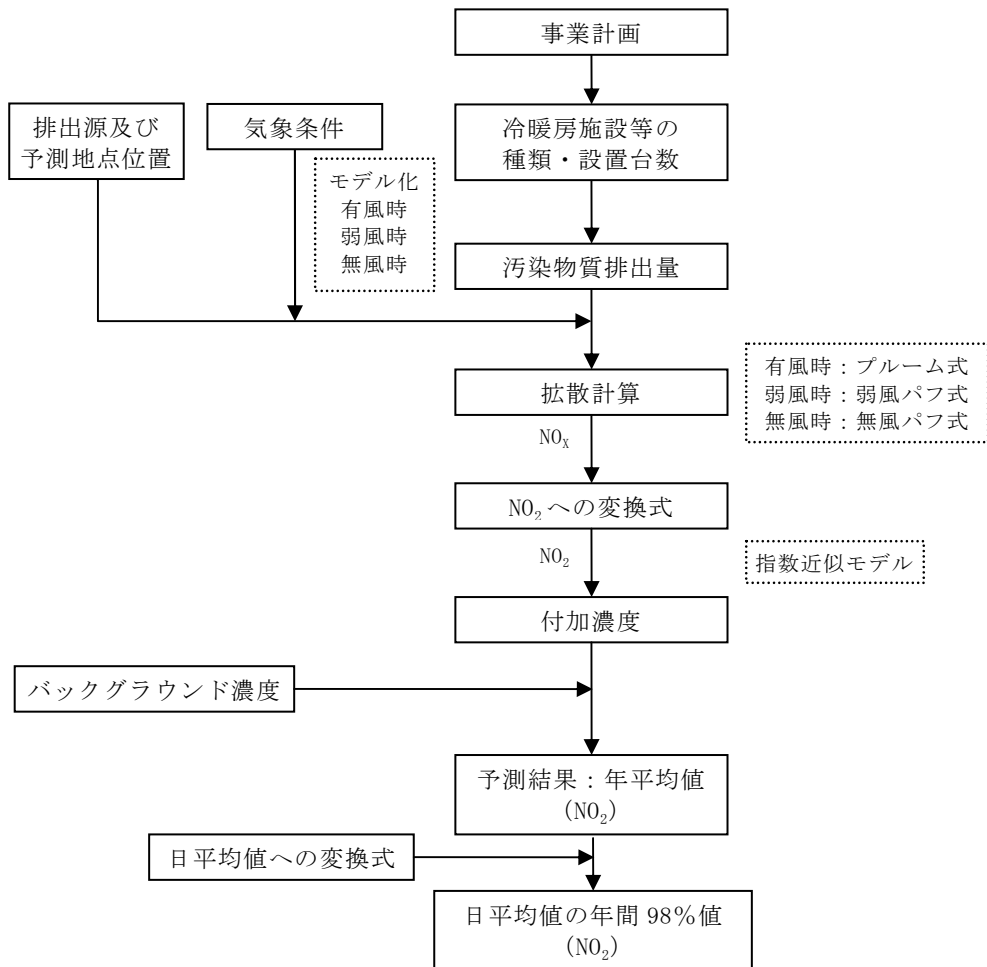 事業計画
排出源及び
予測地点位置
気象条件
冷暖房施設等の
種類・設置台数
モデル化
有風時
弱風時
無風時
汚染物質排出量
有風時：プルーム式
弱風時：弱風パフ式
無風時：無風パフ式
拡散計算
NOX
NO2への変換式
NO2
指数近似モデル
付加濃度
バックグラウンド濃度
予測結果：年平均値
(NO2)
日平均値への変換式
日平均値の年間 98％値
(NO2)